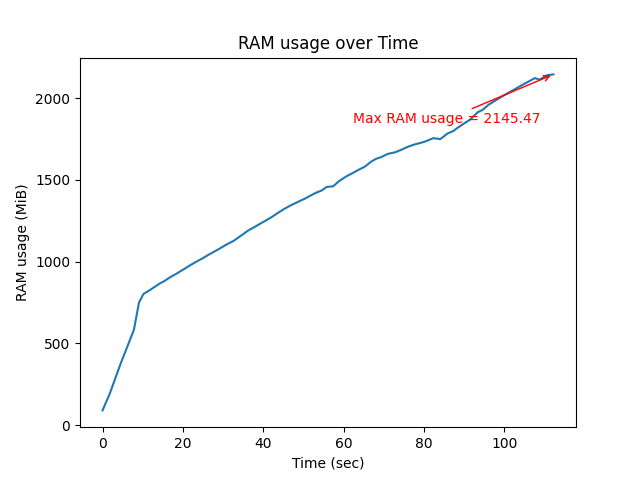 RAM usage over Time
2000
1500
1000
500
0
RAM usage (MiB)
Max RAM usage = 2145.47
0 20 40 60 80 100
Time (sec)